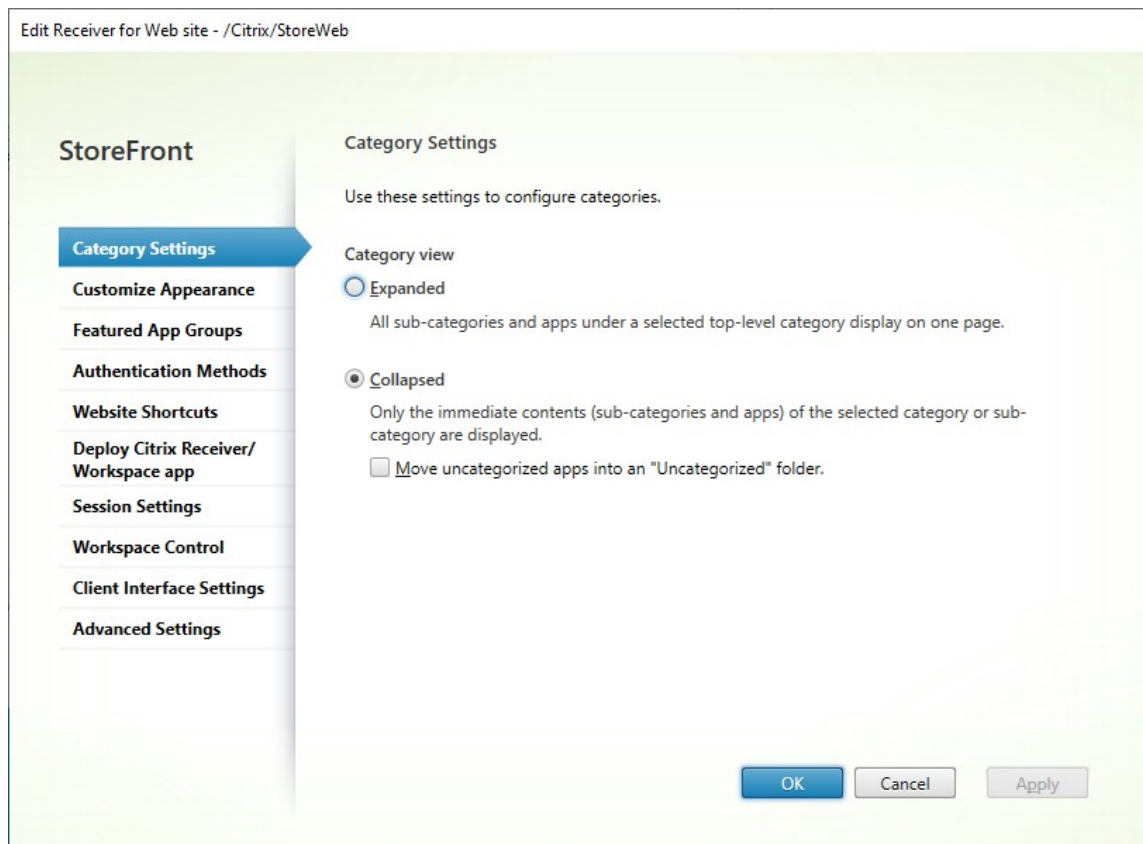 Edit Receiver for Web site - /Citrix/StoreWeb
StoreFront
Category Settings
Customize Appearance
Featured App Groups
Authentication Methods
Website Shortcuts
Deploy Citrix Receiver/
Workspace app
Session Settings
Workspace Control
Client Interface Settings
Advanced Settings
Category Settings
Use these settings to configure categories.
Category view
Expanded
All sub-categories and apps under a selected top-level category display on one page.
Collapsed
Only the immediate contents (sub-categories and apps) of the selected category or sub-
category are displayed.
Move uncategorized apps into an "Uncategorized" folder.
OK
Cancel
Apply